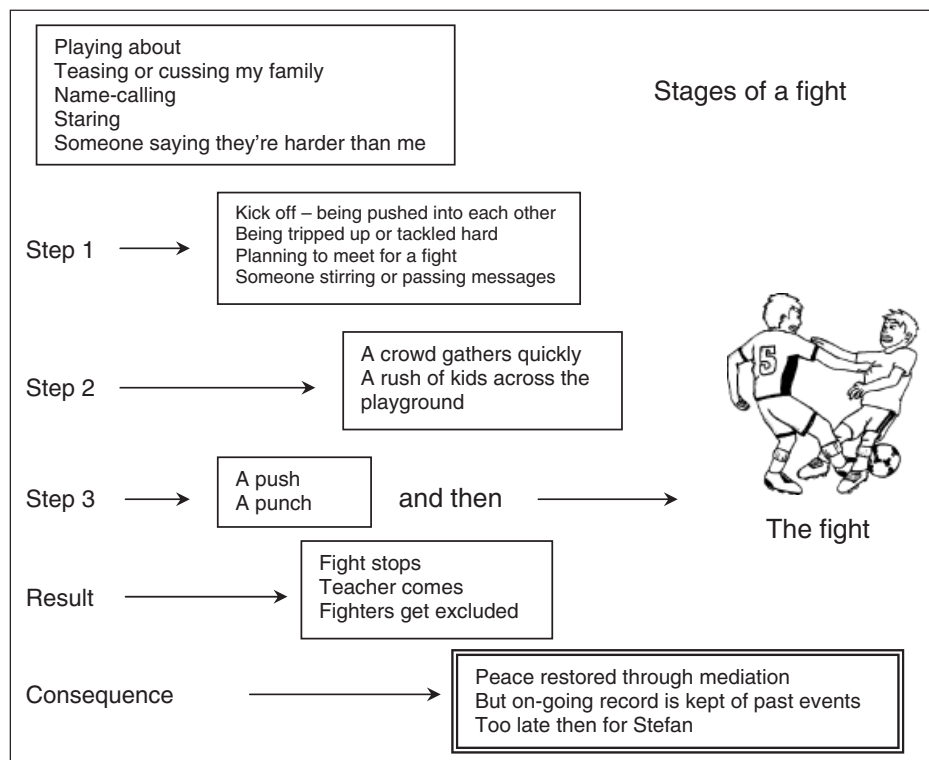 Playing about
Teasing or cussing my family
Name-calling
Staring
Someone saying they're harder than me
Stages of a fight
Step 1
Kick off – being pushed into each other
Being tripped up or tackled hard
Planning to meet for a fight
Someone stirring or passing messages
Step 2
A crowd gathers quickly
A rush of kids across the
playground
5
Step 3
A push
A punch
and then
The fight
Result
Fight stops
Teacher comes
Fighters get excluded
Consequence
Peace restored through mediation
But on-going record is kept of past events
Too late then for Stefan